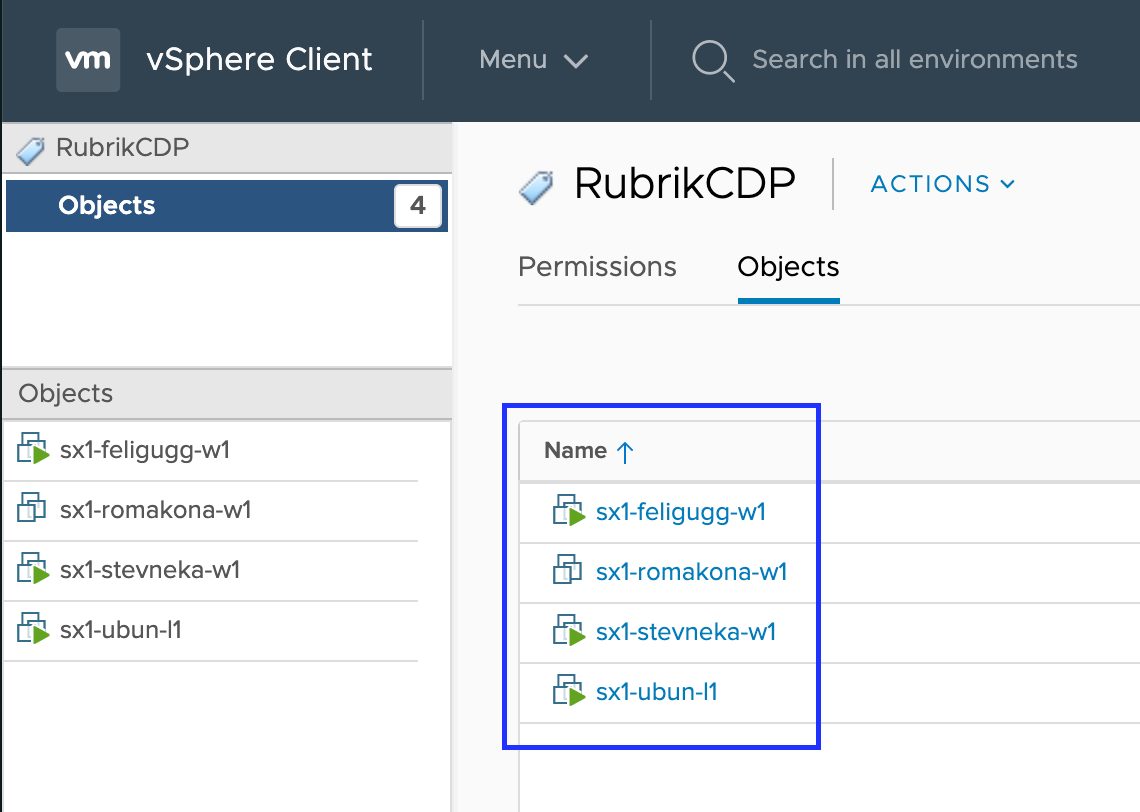 vm vSphere Client Menu Search in all environments
RubrikCDP
Objects 4
Objects
sx1-feligugg-w1
sx1-romakona-w1
sx1-stevneka-w1
sx1-ubun-l1
RubrikCDP ACTIONS
Permissions Objects
Name
sx1-feligugg-w1
sx1-romakona-w1
sx1-stevneka-w1
sx1-ubun-l1